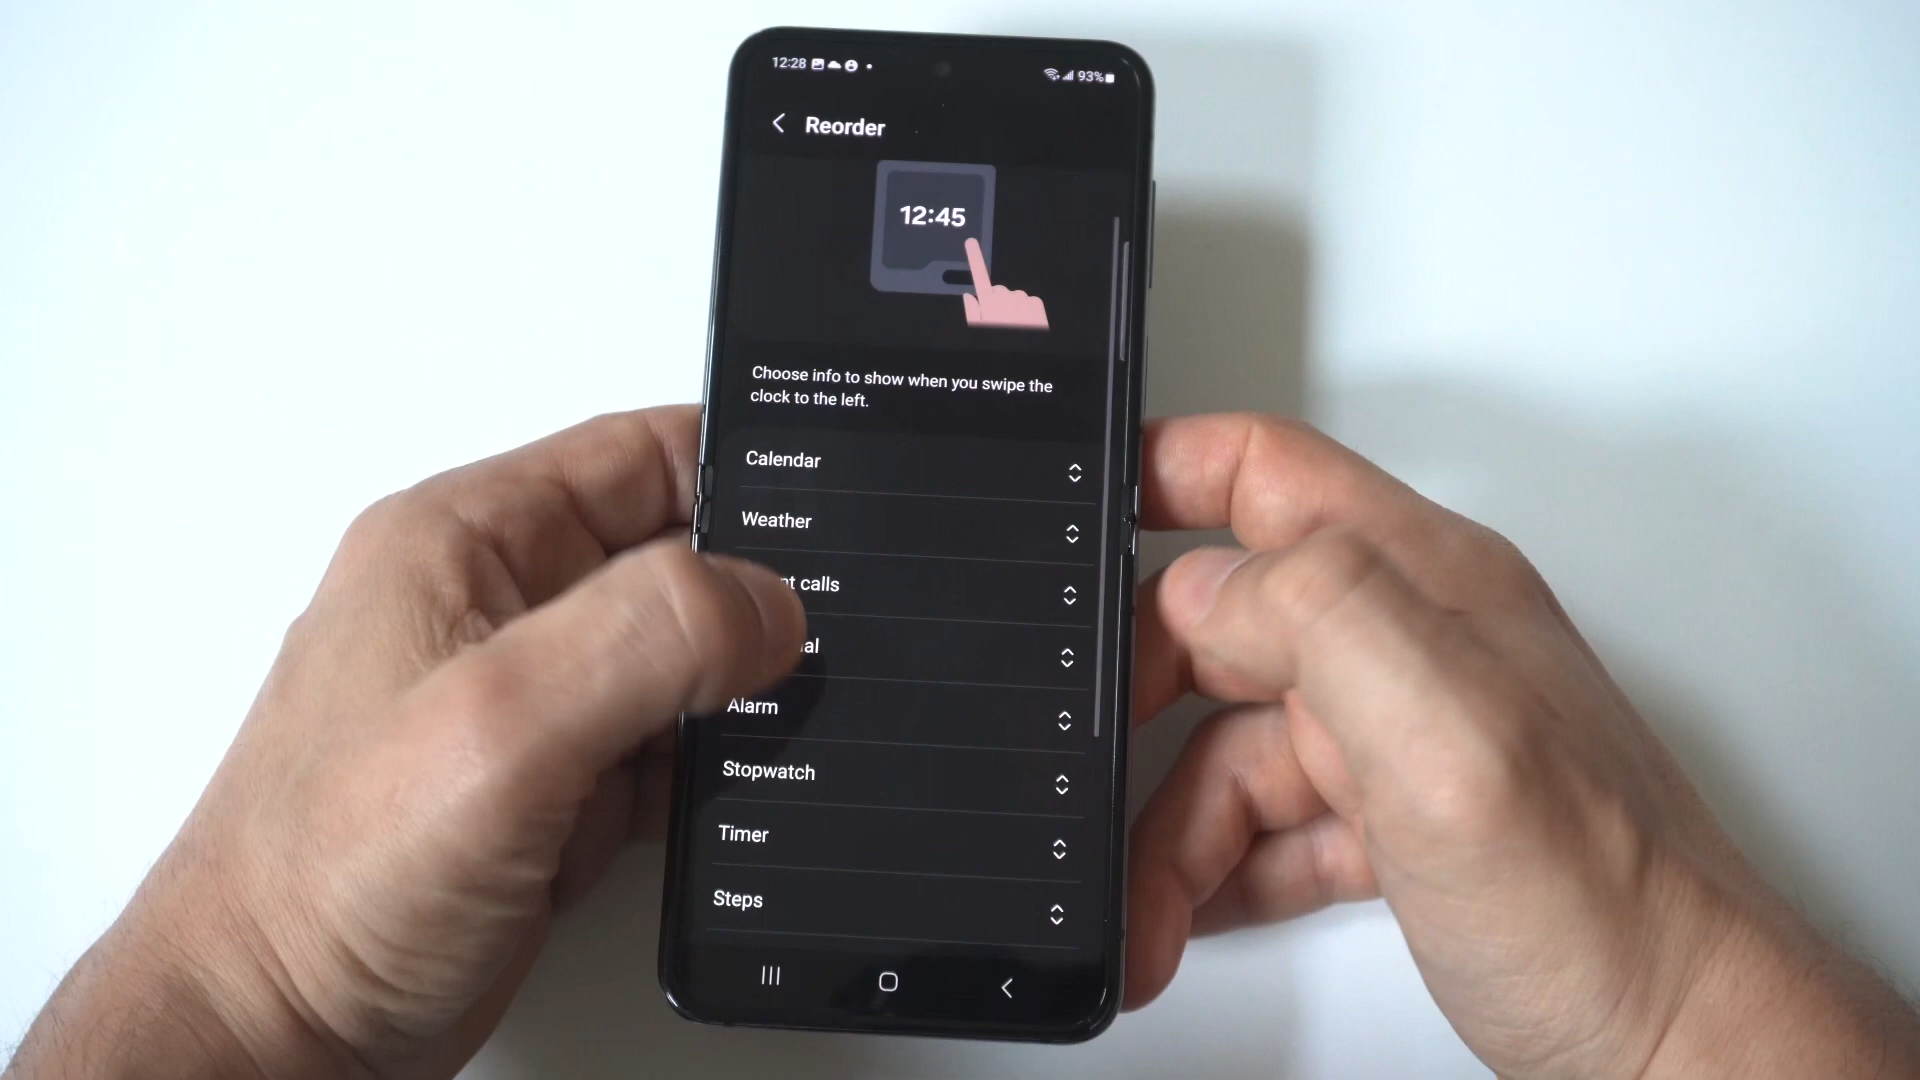 12:28
93%
Reorder
12:45
Choose info to show when you swipe the
clock to the left.
Calendar
Weather
calls
Alarm
Stopwatch
Timer
Steps